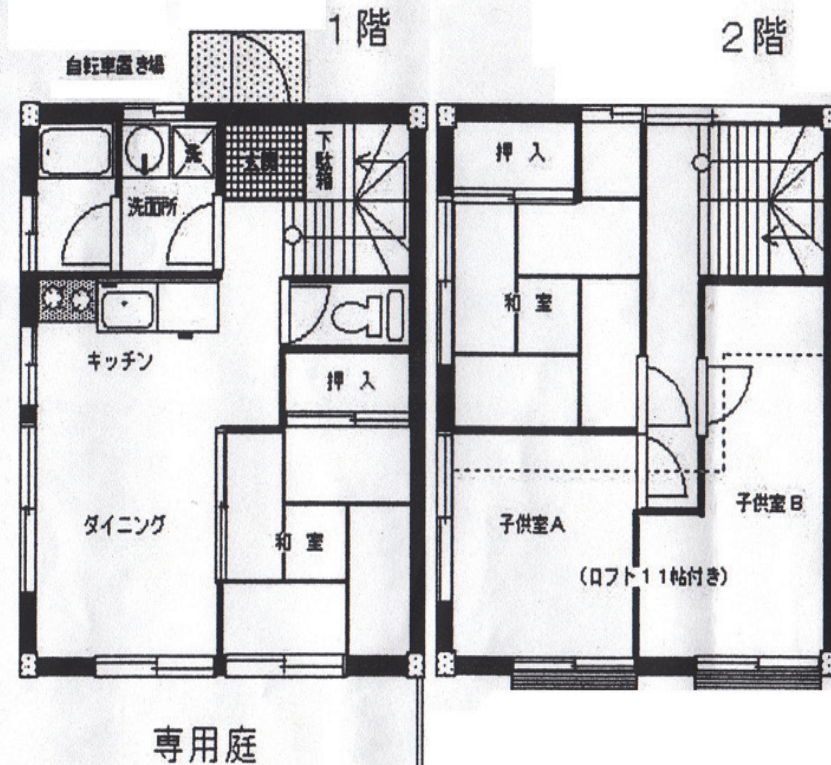 1階
自転車置き場
洗
玄関
下駄箱
洗面所
キッチン
押入
ダイニング
和室
専用庭
2階
押入
和室
子供室A
子供室B
(ロフト11帖付き)